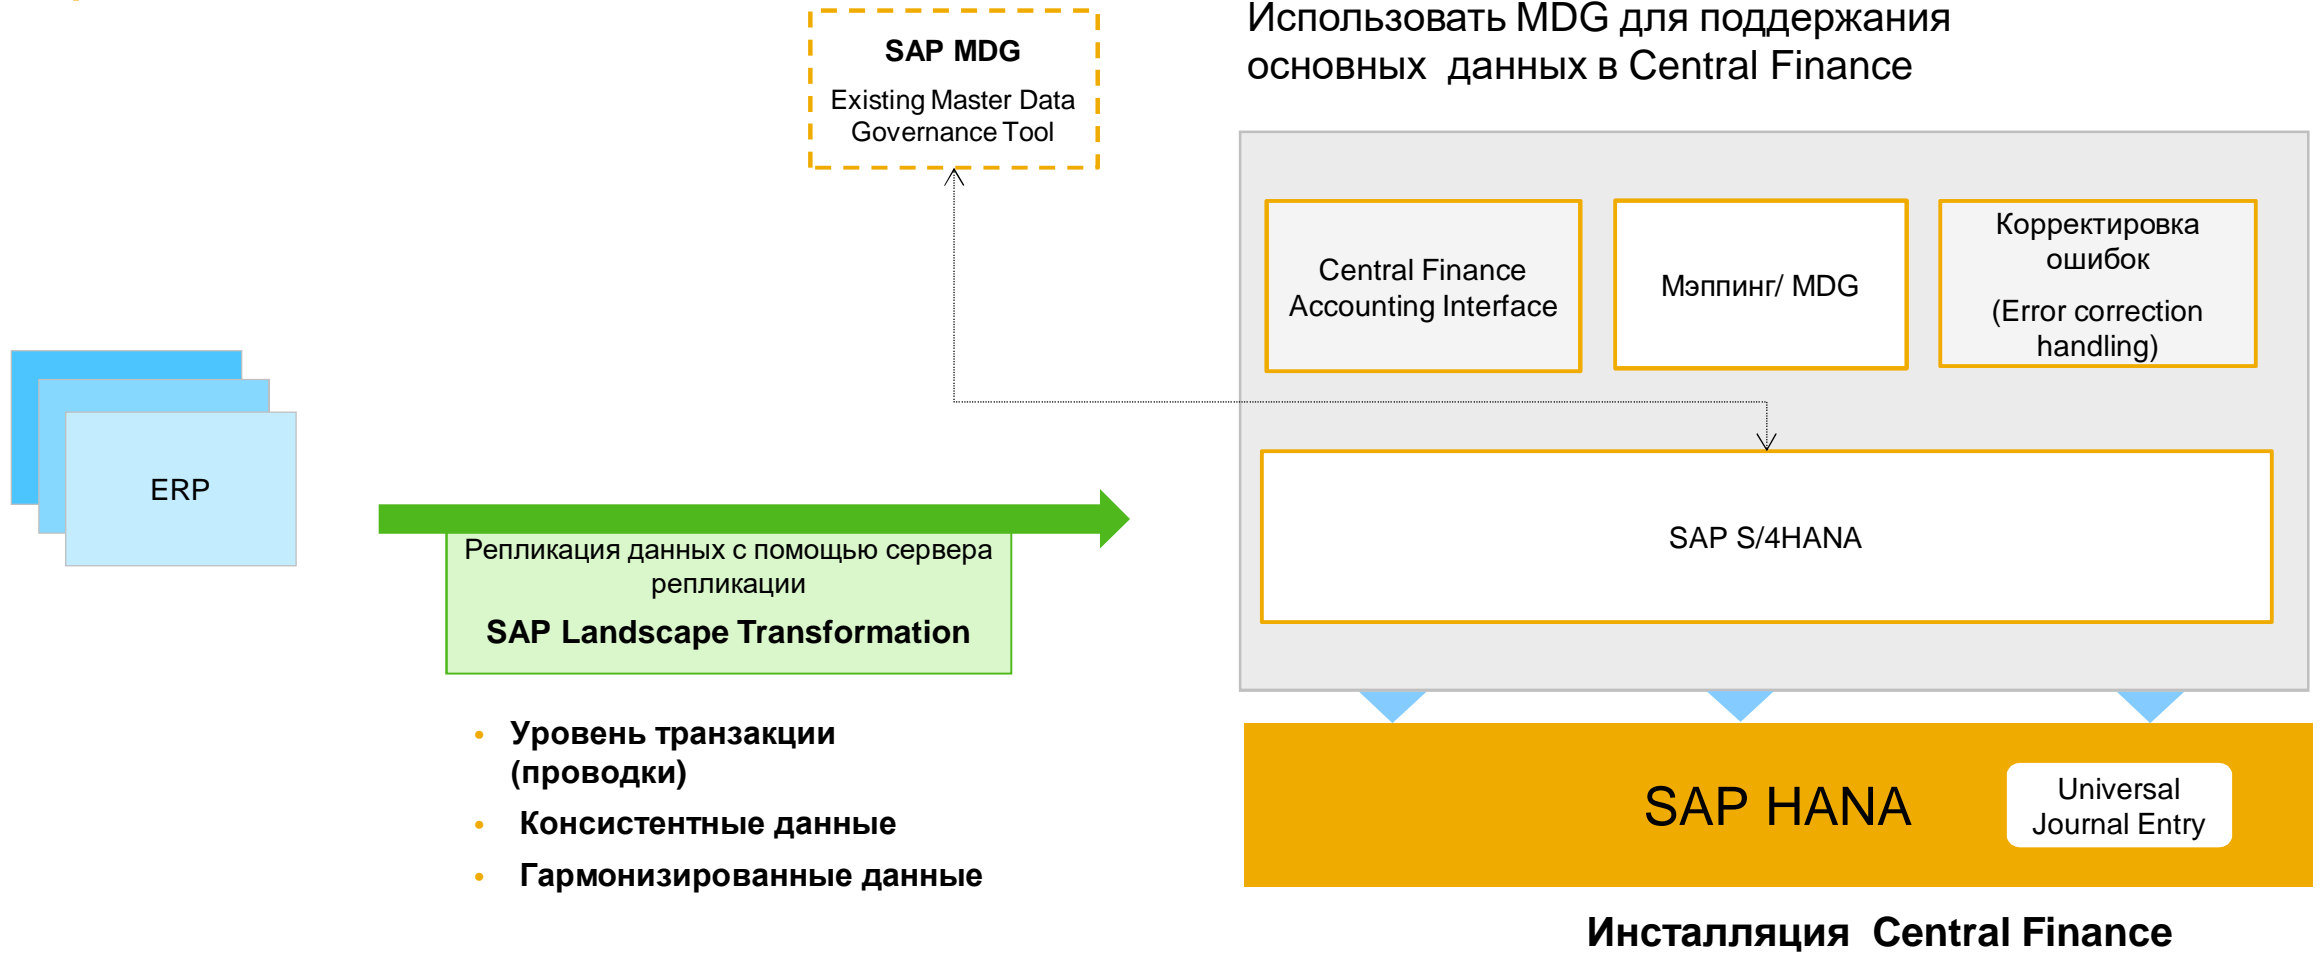 SAP MDG
Existing Master Data
Governance Tool
Использовать MDG для поддержания
основных данных в Central Finance
Central Finance
Accounting Interface
Мэппинг/ MDG
Корректировка
ошибок
(Error correction
handling)
ERP
SAP S/4HANA
Репликация данных с помощью сервера
репликации
SAP Landscape Transformation
• Уровень транзакции
(проводки)
• Консистентные данные
• Гармонизированные данные
SAP HANA
Universal
Journal Entry
Инсталляция Central Finance